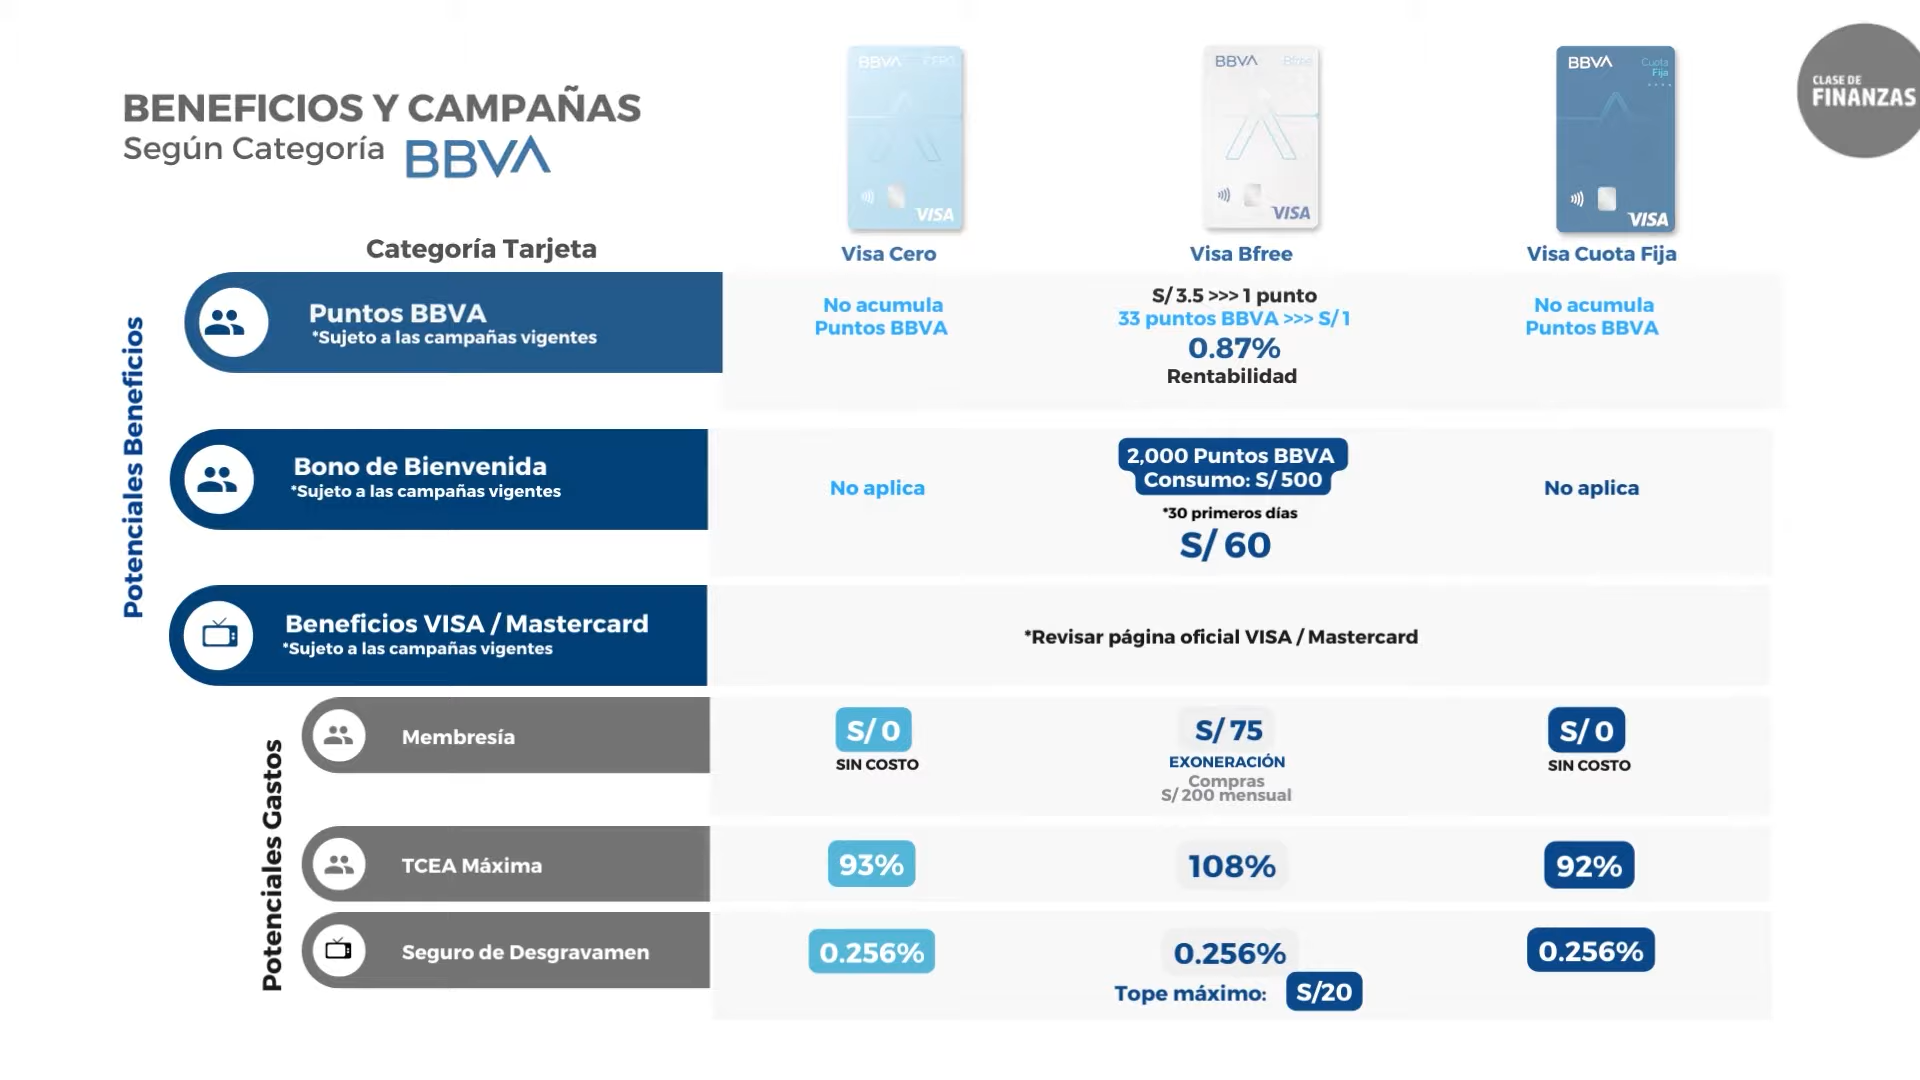 BENEFICIOS Y CAMPAÑAS
Según Categoría BBVA
CLASE DE
FINANZAS
BBVA CERO
VISA
BBVA Bfree
VISA
BBVA Cuota
Fija
VISA
Categoría Tarjeta
Visa Cero
Visa Bfree
Visa Cuota Fija
Potenciales Beneficios
Puntos BBVA
*Sujeto a las campañas vigentes
No acumula
Puntos BBVA
S/ 3.5 >>> 1 punto
33 puntos BBVA >>> S/ 1
0.87%
Rentabilidad
No acumula
Puntos BBVA
Bono de Bienvenida
*Sujeto a las campañas vigentes
No aplica
2,000 Puntos BBVA
Consumo: S/ 500
*30 primeros días
S/ 60
No aplica
Beneficios VISA / Mastercard
*Sujeto a las campañas vigentes
*Revisar página oficial VISA / Mastercard
Potenciales Gastos
Membresía
S/ 0
SIN COSTO
S/ 75
EXONERACIÓN
Compras
S/ 200 mensual
S/ 0
SIN COSTO
TCEA Máxima
93%
108%
92%
Seguro de Desgravamen
0.256%
0.256%
Tope máximo: S/20
0.256%